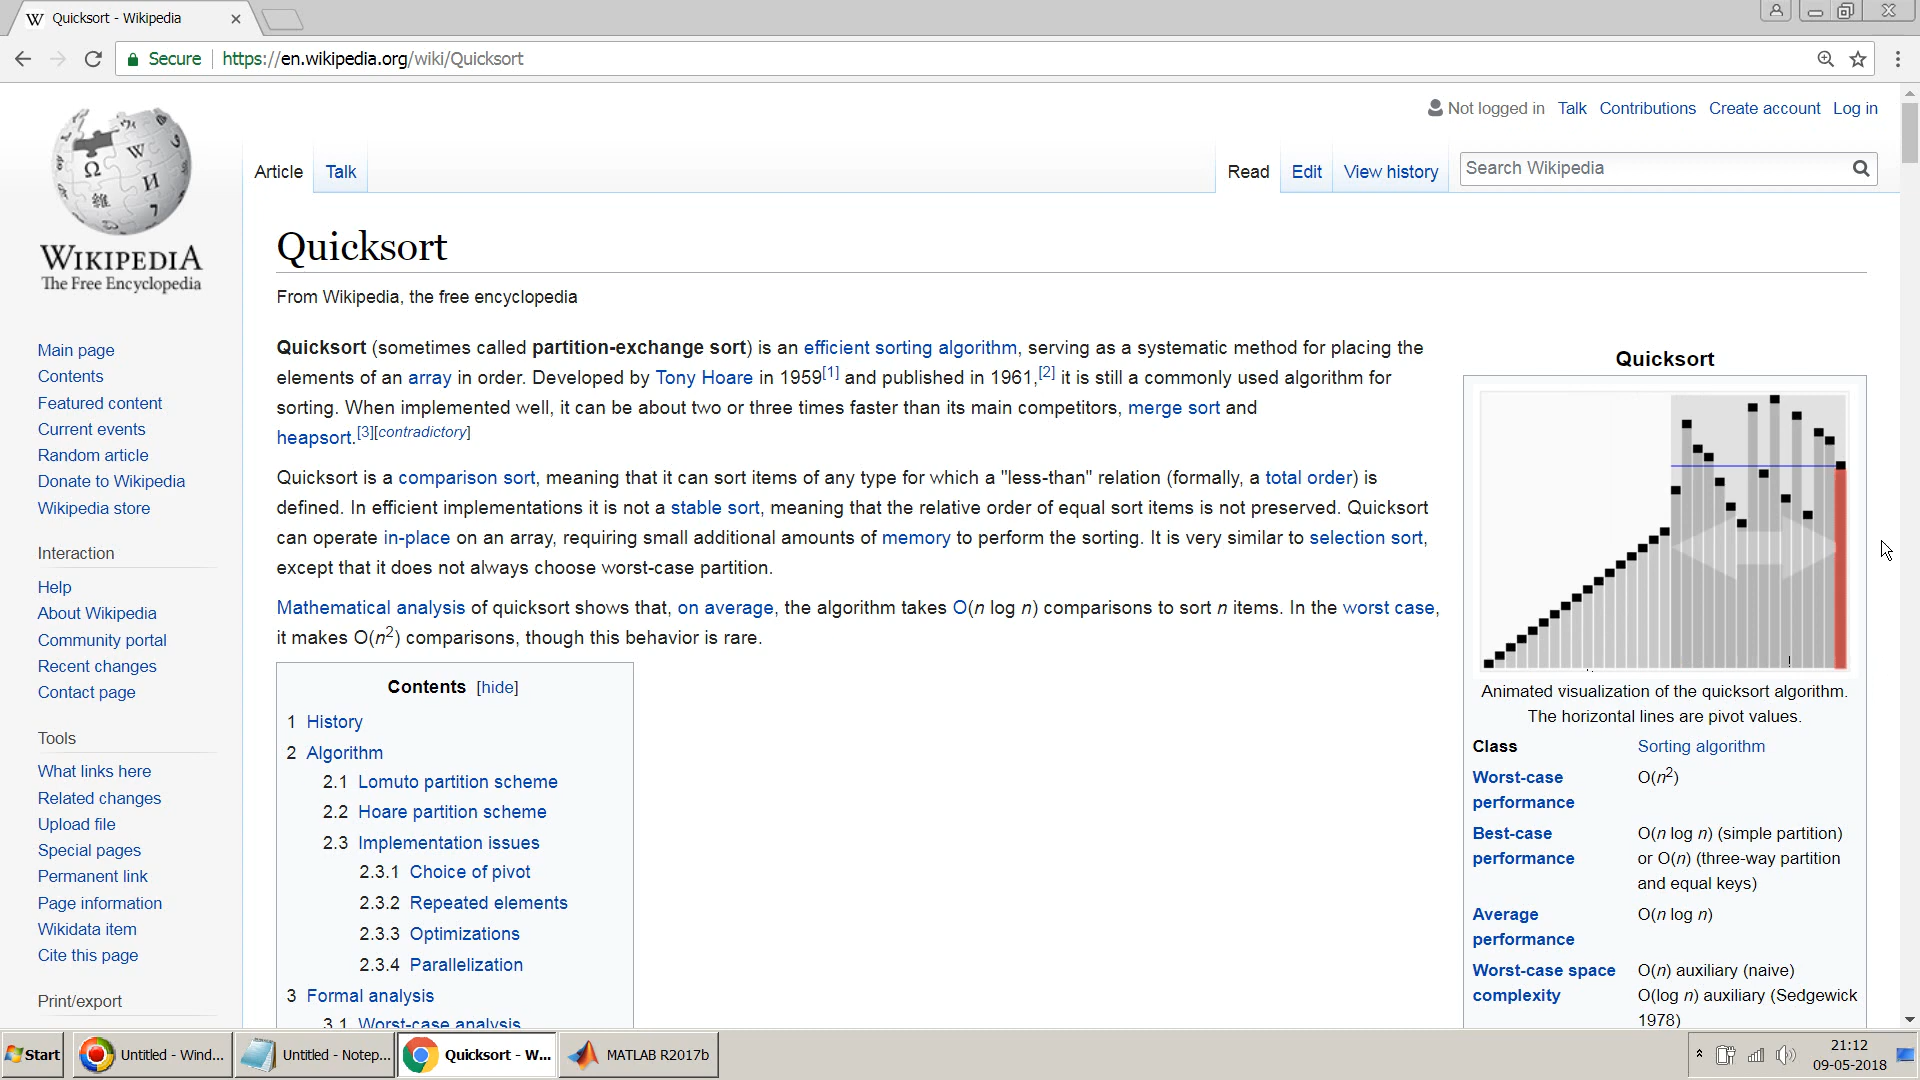 Quicksort - Wikipedia
Secure https://en.wikipedia.org/wiki/Quicksort
Not logged in Talk Contributions Create account Log in
Article Talk Read Edit View history Search Wikipedia
WIKIPEDIA
The Free Encyclopedia
Main page
Contents
Featured content
Current events
Random article
Donate to Wikipedia
Wikipedia store
Interaction
Help
About Wikipedia
Community portal
Recent changes
Contact page
Tools
What links here
Related changes
Upload file
Special pages
Permanent link
Page information
Wikidata item
Cite this page
Print/export
Quicksort
From Wikipedia, the free encyclopedia
Quicksort (sometimes called partition-exchange sort) is an efficient sorting algorithm, serving as a systematic method for placing the
elements of an array in order. Developed by Tony Hoare in 1959[1] and published in 1961,[2] it is still a commonly used algorithm for
sorting. When implemented well, it can be about two or three times faster than its main competitors, merge sort and
heapsort.[3][contradictory]
Quicksort is a comparison sort, meaning that it can sort items of any type for which a "less-than" relation (formally, a total order) is
defined. In efficient implementations it is not a stable sort, meaning that the relative order of equal sort items is not preserved. Quicksort
can operate in-place on an array, requiring small additional amounts of memory to perform the sorting. It is very similar to selection sort,
except that it does not always choose worst-case partition.
Mathematical analysis of quicksort shows that, on average, the algorithm takes O(n log n) comparisons to sort n items. In the worst case,
it makes O(n²) comparisons, though this behavior is rare.
Contents [hide]
1 History
2 Algorithm
2.1 Lomuto partition scheme
2.2 Hoare partition scheme
2.3 Implementation issues
2.3.1 Choice of pivot
2.3.2 Repeated elements
2.3.3 Optimizations
2.3.4 Parallelization
3 Formal analysis
3.1 Worst-case analysis
Quicksort
Animated visualization of the quicksort algorithm.
The horizontal lines are pivot values.
Class Sorting algorithm
Worst-case performance O(n²)
Best-case performance O(n log n) (simple partition)
or O(n) (three-way partition
and equal keys)
Average performance O(n log n)
Worst-case space complexity O(n) auxiliary (naive)
O(log n) auxiliary (Sedgewick
1978)
Start Untitled - Wind... Untitled - Notep... Quicksort - W... MATLAB R2017b
21:12
09-05-2018